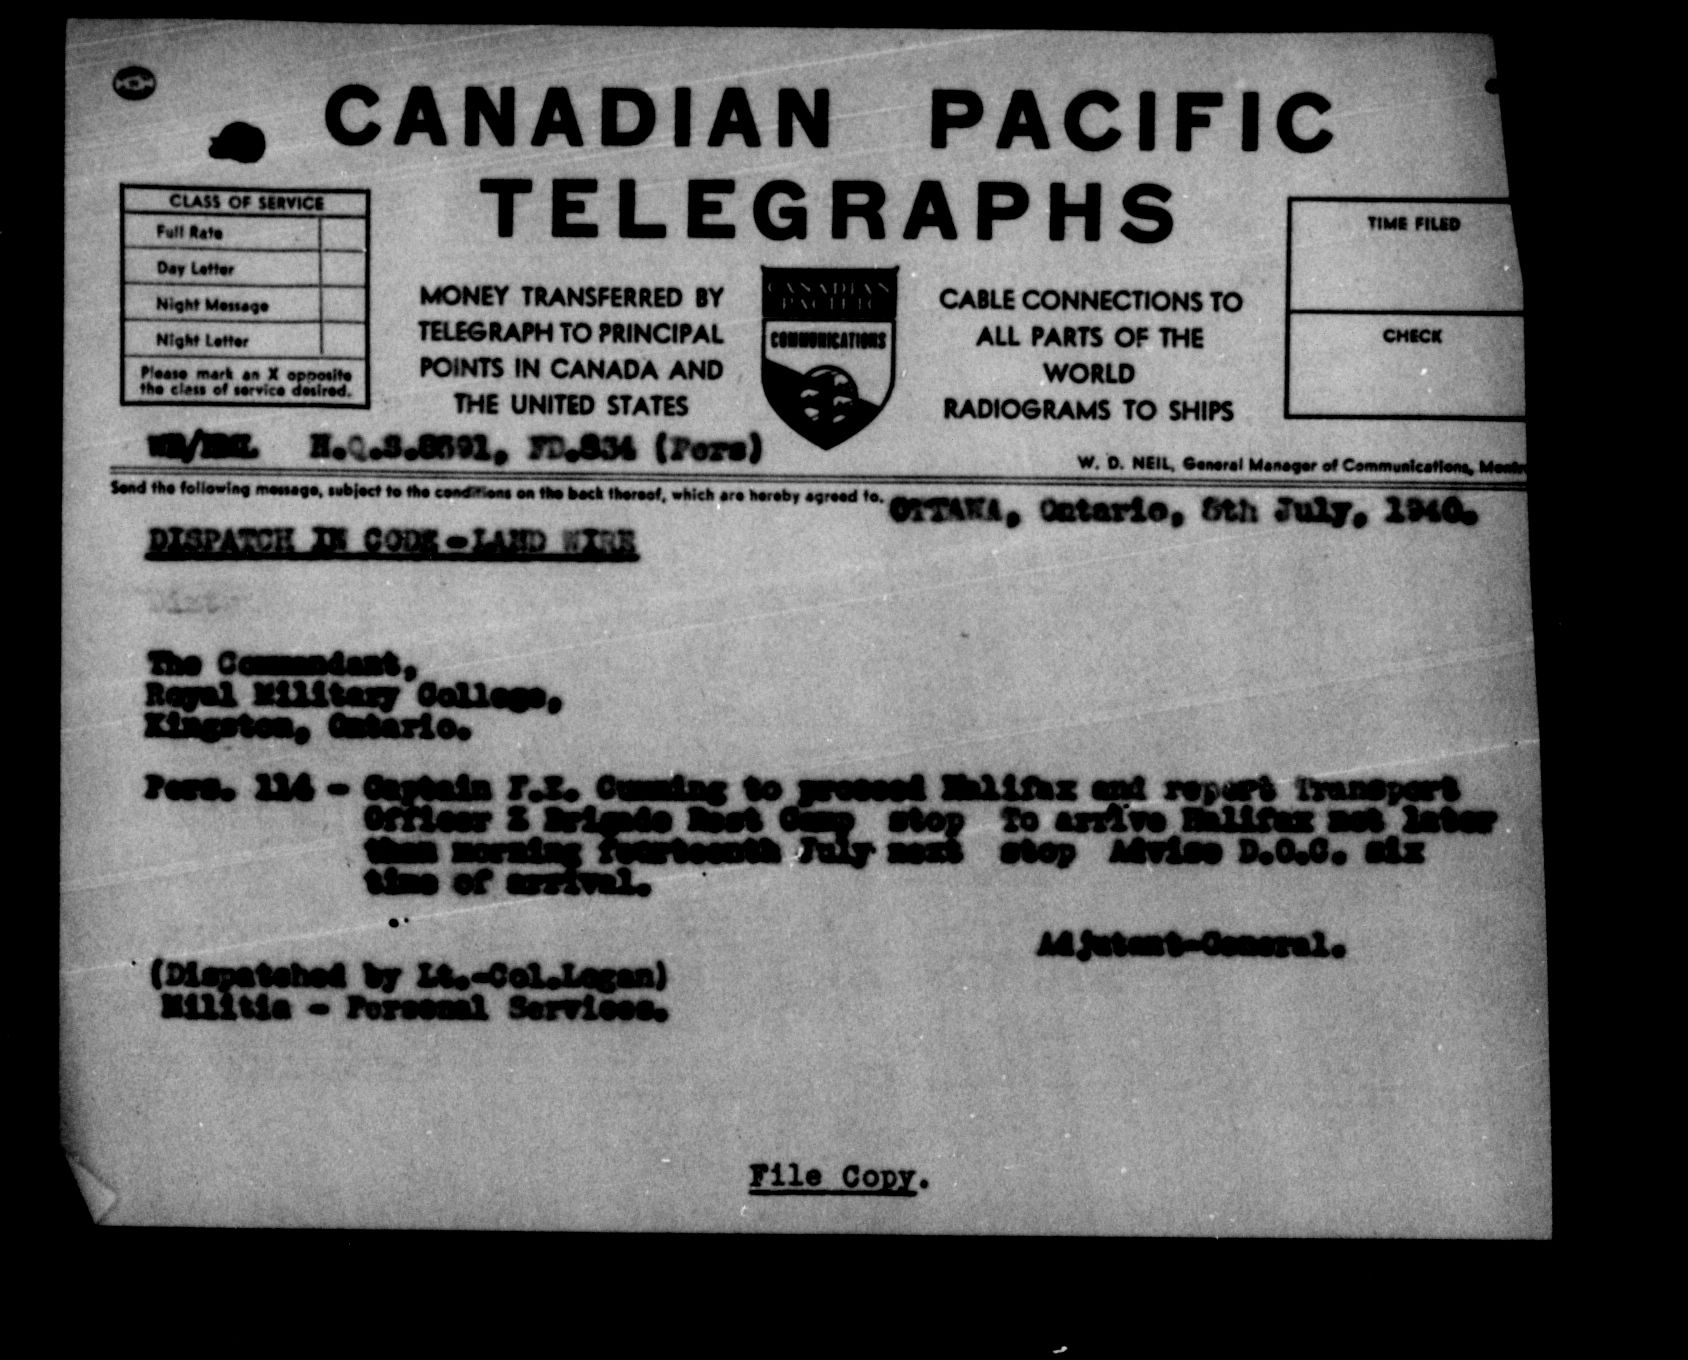 CANADIAN PACIFIC
TELEGRAPHS
CLASS OF SERVICE
Full Rate
Day Letter
Night Message
Night Letter
Please mark an X opposite
the class of service desired.
MONEY TRANSFERRED BY
TELEGRAPH TO PRINCIPAL
POINTS IN CANADA AND
THE UNITED STATES
CANADIAN
PACIFIC
COMMUNICATIONS
CABLE CONNECTIONS TO
ALL PARTS OF THE
WORLD
RADIOGRAMS TO SHIPS
TIME FILED
CHECK
H.Q.S.8591, FD.834 (Pers)
W. D. NEIL, General Manager of Communications,
Send the following message, subject to the conditions on the back thereof, which are hereby agreed to.
OTTAWA, Ontario, 8th July, 1940.
DISPATCH IN CODE - LAND WIRE
The Commandant,
Royal Military College,
Kingston, Ontario.
Pers. 114 - Captain Cumming to proceed Halifax and report Transport
Officer Z Brigade Rest Camp stop To arrive Halifax not later
than morning fourteenth July next stop Advise D.O.C. six
time of arrival.
Adjutant-General.
(Dispatched by Lt.-Col.Logan)
Militia - Personal Services.
File Copy.